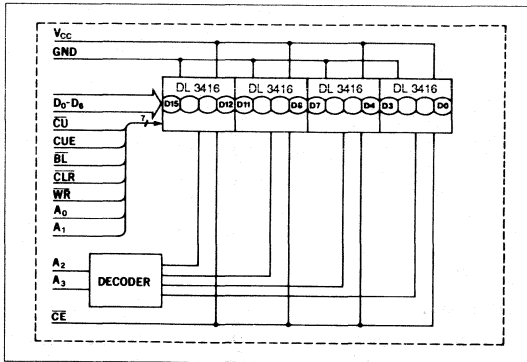 VCC
GND
DL 3416 DL 3416 DL 3416 DL 3416
D15 D12 D11 D6 D7 D4 D3 D0
D0-D6
7
CU
CUE
BL
CLR
WR
A0
A1
A2
A3
DECODER
CE